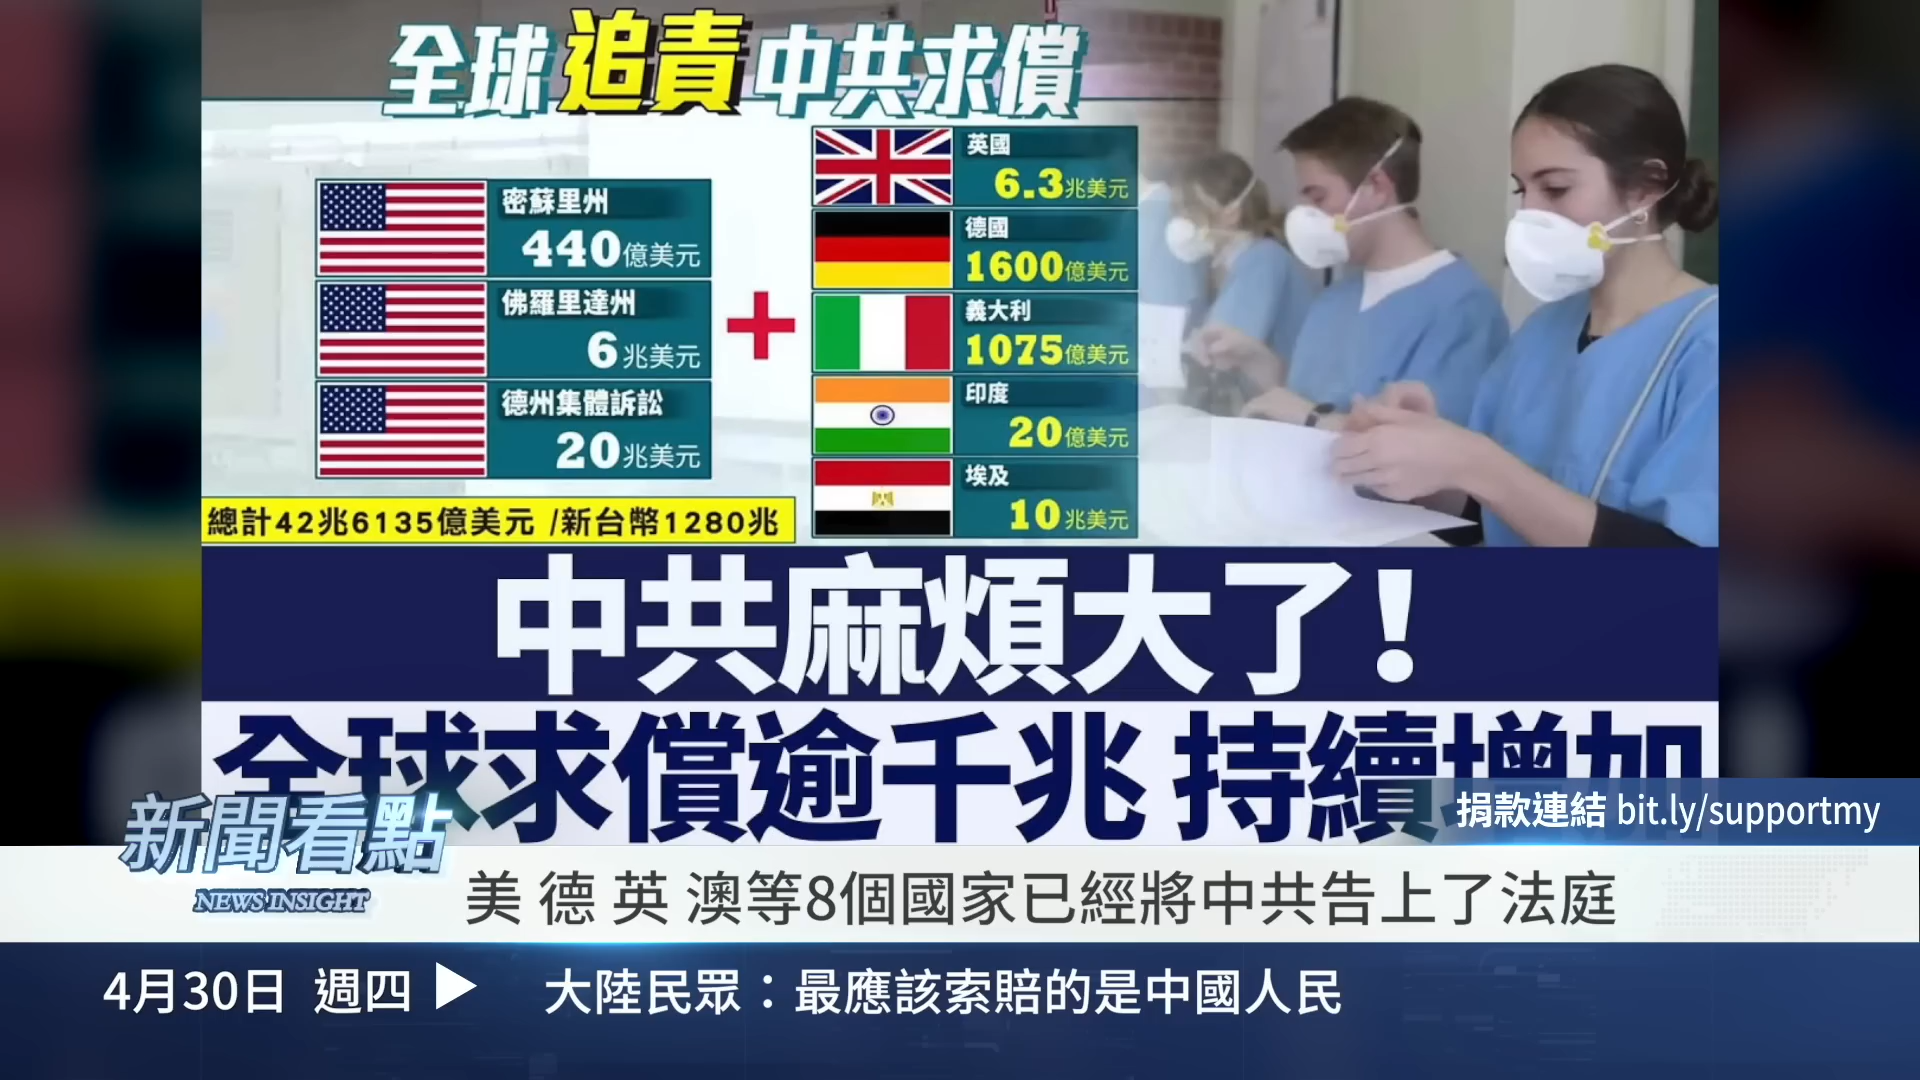 全球追責中共求償
密蘇里州
440億美元
佛羅里達州
6兆美元
德州集體訴訟
20兆美元
英國
6.3兆美元
德國
1600億美元
義大利
1075億美元
印度
20億美元
埃及
10兆美元
總計42兆6135億美元 /新台幣1280兆
中共麻煩大了！
全球求償逾千兆 持續增加
捐款連結 bit.ly/supportmy
新聞看點
NEWS INSIGHT
美 德 英 澳等8個國家已經將中共告上了法庭
4月30日 週四
大陸民眾：最應該索賠的是中國人民